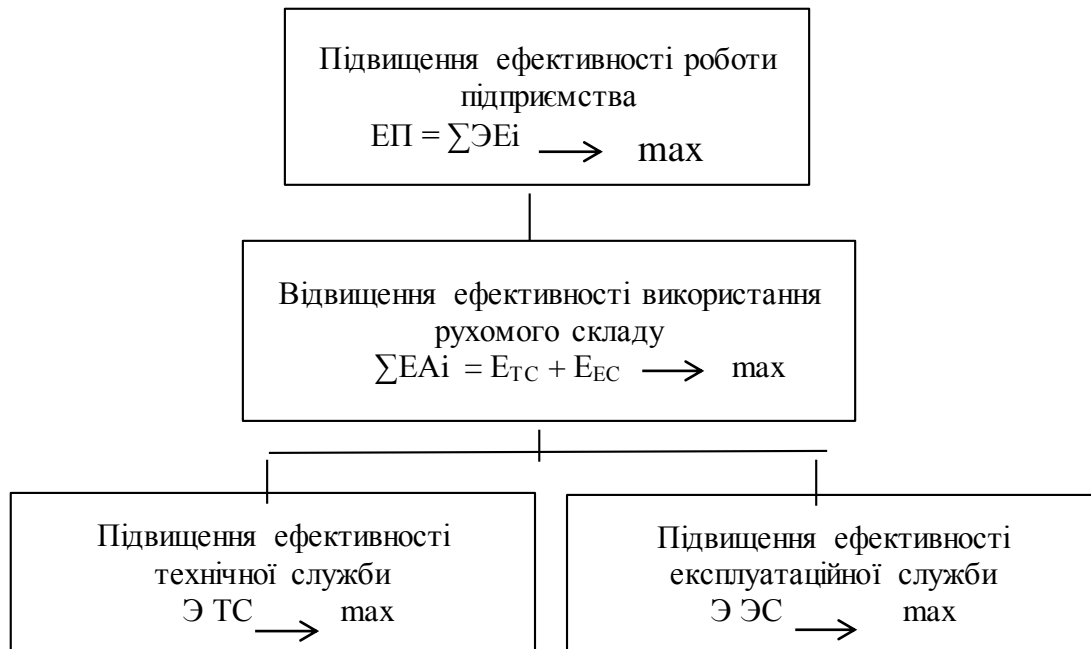 Підвищення ефективності роботи
підприємства
ЕП = ∑ЭЕі ⟶ max
Відвищення ефективності використання
рухомого складу
∑ЕАі = ЕТС + ЕЕС ⟶ max
Підвищення ефективності
технічної служби
Э ТС ⟶ max
Підвищення ефективності
експлуатаційної служби
Э ЭС ⟶ max